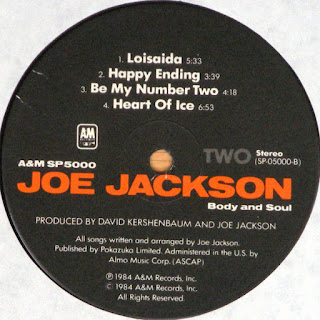 1. Loisaida 5:33
2. Happy Ending 3:39
3. Be My Number Two 4:18
4. Heart Of Ice 6:53
A&M RECORDS
TWO Stereo
A&M SP5000 (SP-05000-B)
JOE JACKSON
Body and Soul
PRODUCED BY DAVID KERSHENBAUM AND JOE JACKSON
All songs written and arranged by Joe Jackson.
Published by Pokazuka Limited. Administered in the U.S. by
Almo Music Corp. (ASCAP)
℗ 1984 A&M Records, Inc.
© 1984 A&M Records, Inc.
All Rights Reserved.